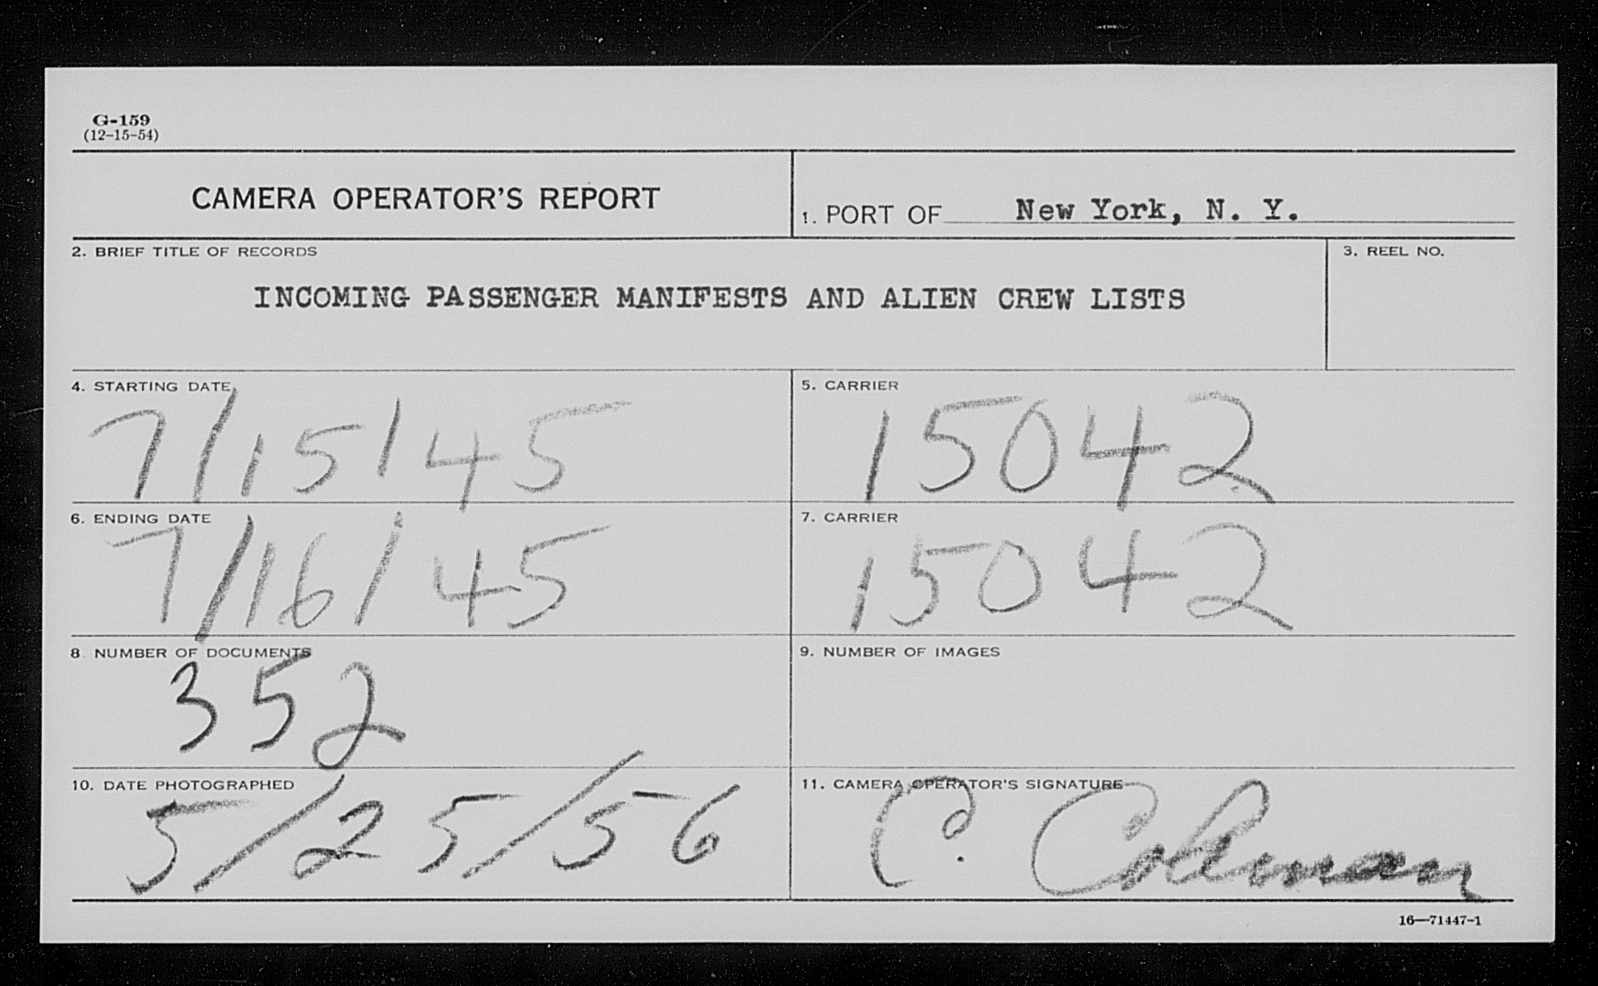 G-159
(12-15-54)
CAMERA OPERATOR'S REPORT
1. PORT OF New York, N. Y.
2. BRIEF TITLE OF RECORDS
3. REEL NO.
INCOMING PASSENGER MANIFESTS AND ALIEN CREW LISTS
4. STARTING DATE
5. CARRIER
7/15/45
15042
6. ENDING DATE
7. CARRIER
7/16/45
15042
8 NUMBER OF DOCUMENTS
9. NUMBER OF IMAGES
352
10. DATE PHOTOGRAPHED
11. CAMERA OPERATOR'S SIGNATURE
5/25/56
C. Coleman
16—71447-1